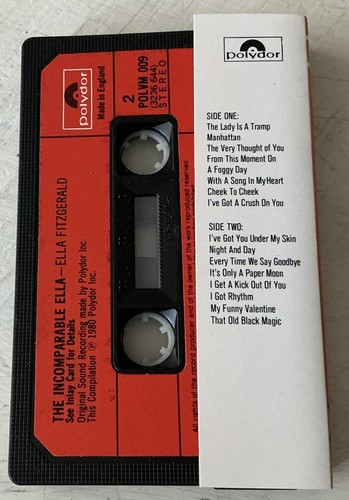 polydor
Made in England
2
POLVM 009
(3236 644)
STEREO
THE INCOMPARABLE ELLA – ELLA FITZGERALD
See Inlay Card for Details
Original Sound Recording made by Polydor Inc.
This Compilation ℗ 1980 Polydor Inc.
All rights of the record producer and of the owner of the work reproduced reserved
polydor
SIDE ONE:
The Lady Is A Tramp
Manhattan
The Very Thought of You
From This Moment On
A Foggy Day
With A Song In My Heart
Cheek To Cheek
I've Got A Crush On You
SIDE TWO:
I've Got You Under My Skin
Night And Day
Every Time We Say Goodbye
It's Only A Paper Moon
I Get A Kick Out Of You
I Got Rhythm
My Funny Valentine
That Old Black Magic